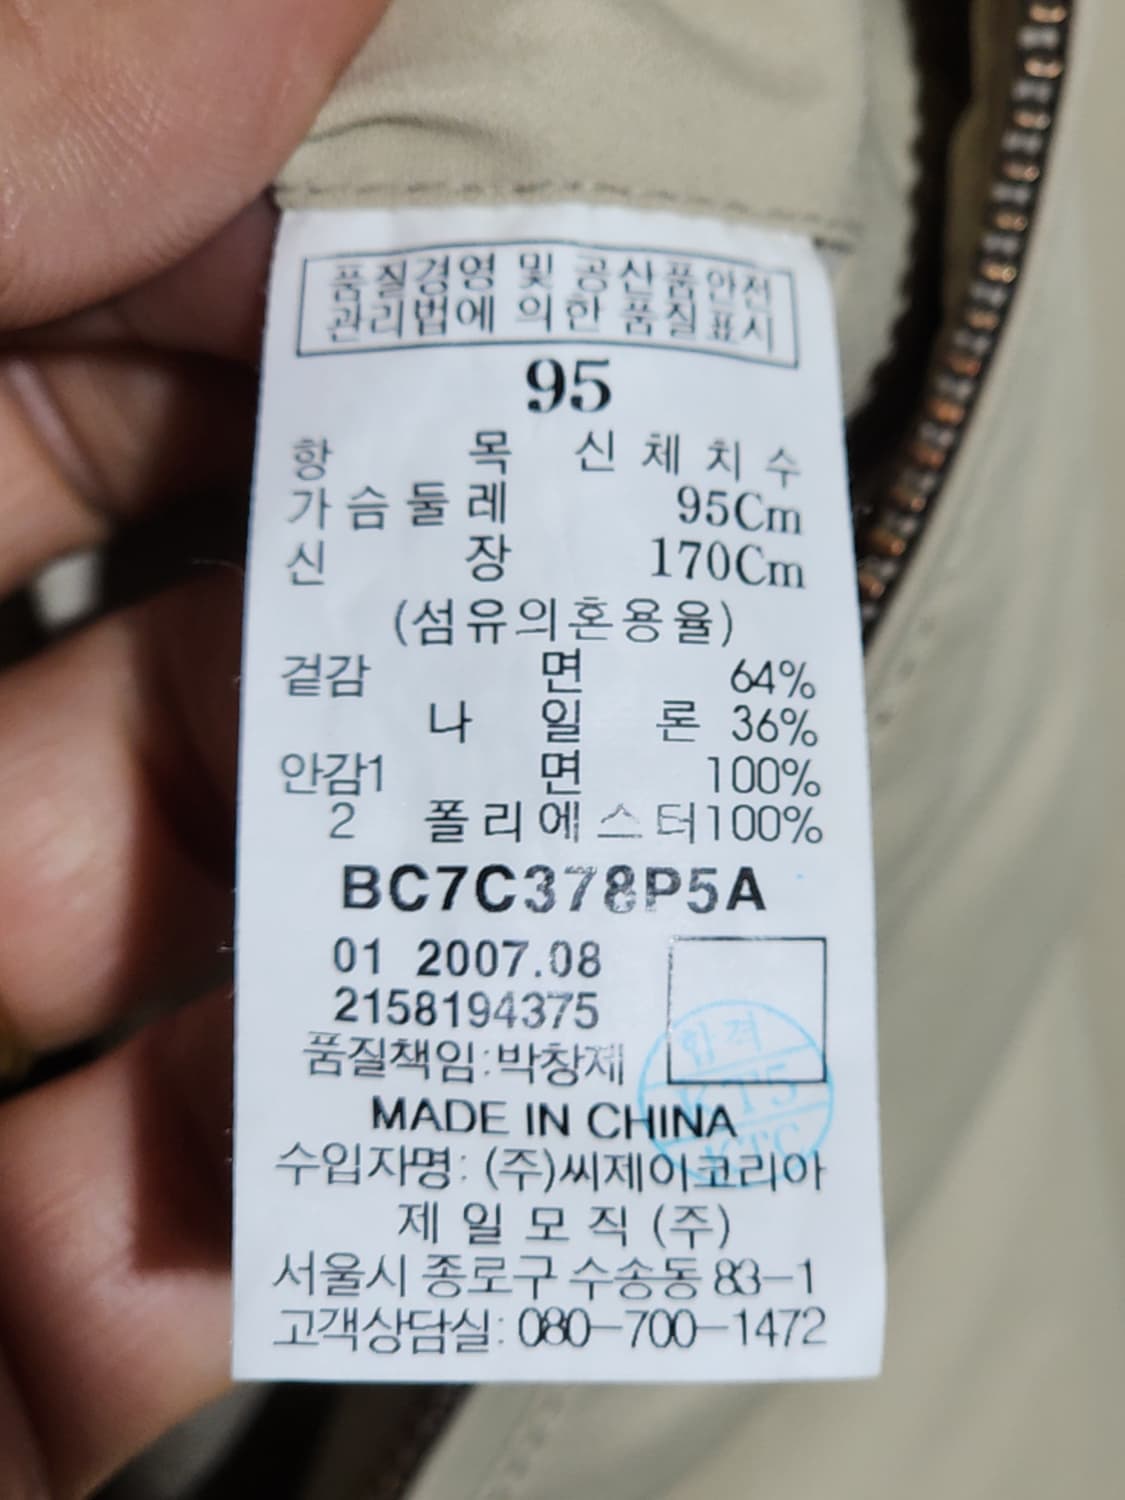 품질경영 및 공산품안전
관리법에 의한 품질표시
95
항 목 신 체 치 수
가 슴 둘 레 95Cm
신 장 170Cm
(섬유의혼용율)
겉감 면 64%
나 일 론 36%
안감1 면 100%
2 폴리에스터100%
BC7C378P5A
01 2007.08
2158194375
품질책임:박창제
합격
KT5
KTC
MADE IN CHINA
수입자명: (주)씨제이코리아
제 일 모 직 (주)
서울시 종로구 수송동 83-1
고객상담실: 080-700-1472